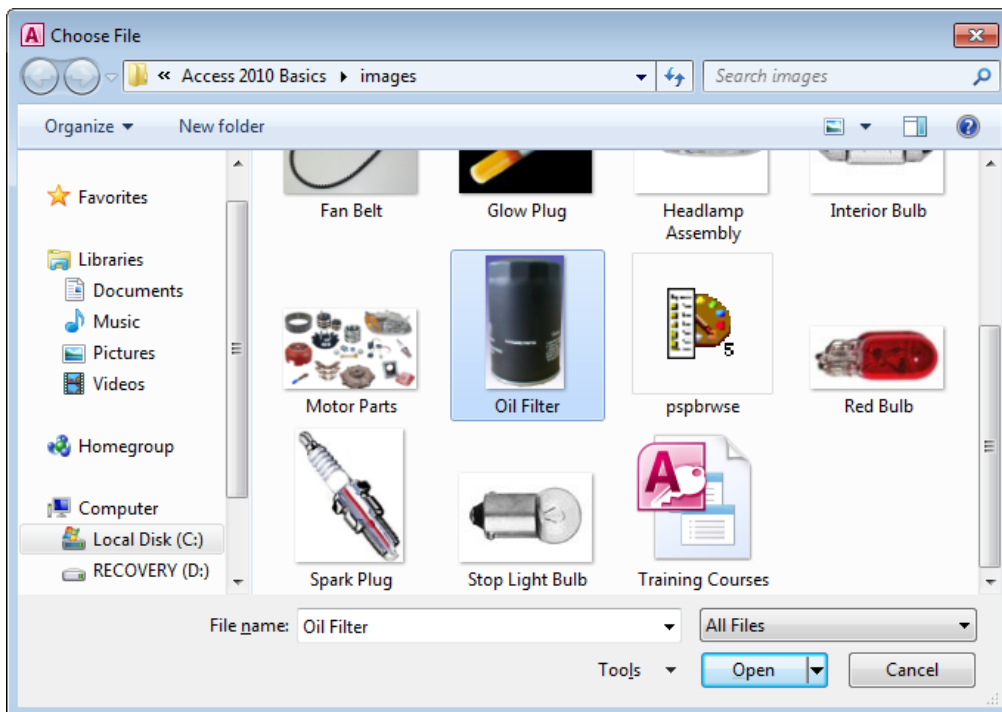 Choose File
« Access 2010 Basics ▸ images
Search images
Organize
New folder
Favorites
Libraries
Documents
Music
Pictures
Videos
Homegroup
Computer
Local Disk (C:)
RECOVERY (D:)
Fan Belt
Glow Plug
Headlamp
Assembly
Interior Bulb
Motor Parts
Oil Filter
pspbrwse
Red Bulb
Spark Plug
Stop Light Bulb
Training Courses
File name: Oil Filter
All Files
Tools
Open
Cancel